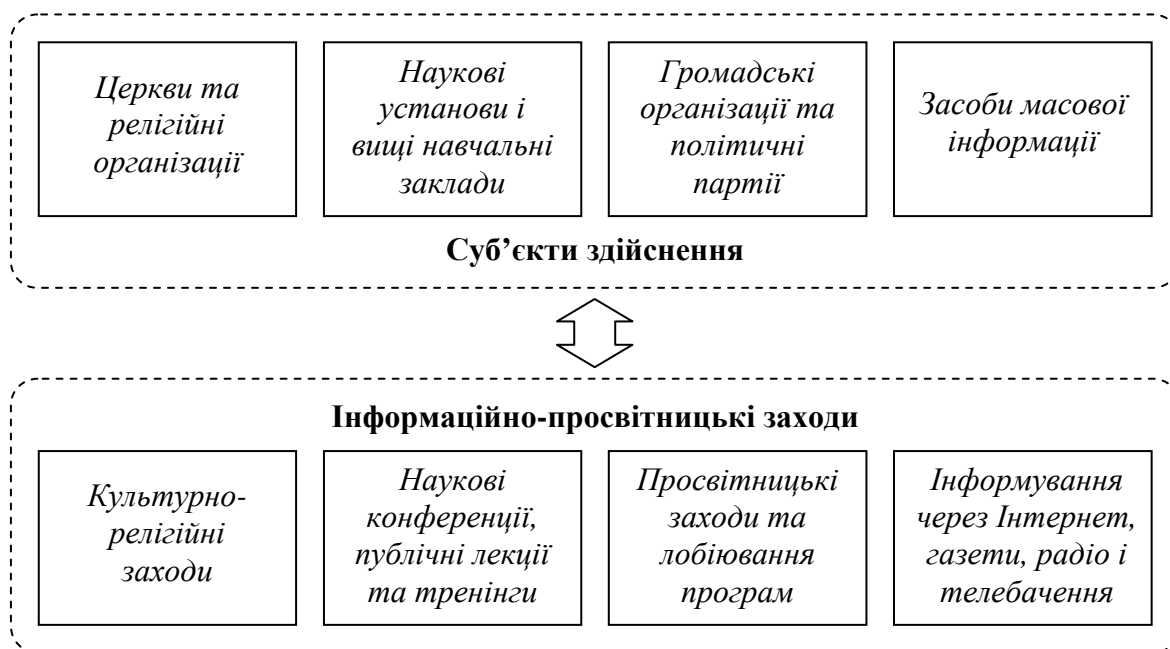 Церкви та
релігійні
організації
Наукові
установи і
вищі навчальні
заклади
Громадські
організації та
політичні
партії
Засоби масової
інформації
Суб’єкти здійснення
Інформаційно-просвітницькі заходи
Культурно-
релігійні
заходи
Наукові
конференції,
публічні лекції
та тренінги
Просвітницькі
заходи та
лобіювання
програм
Інформування
через Інтернет,
газети, радіо і
телебачення